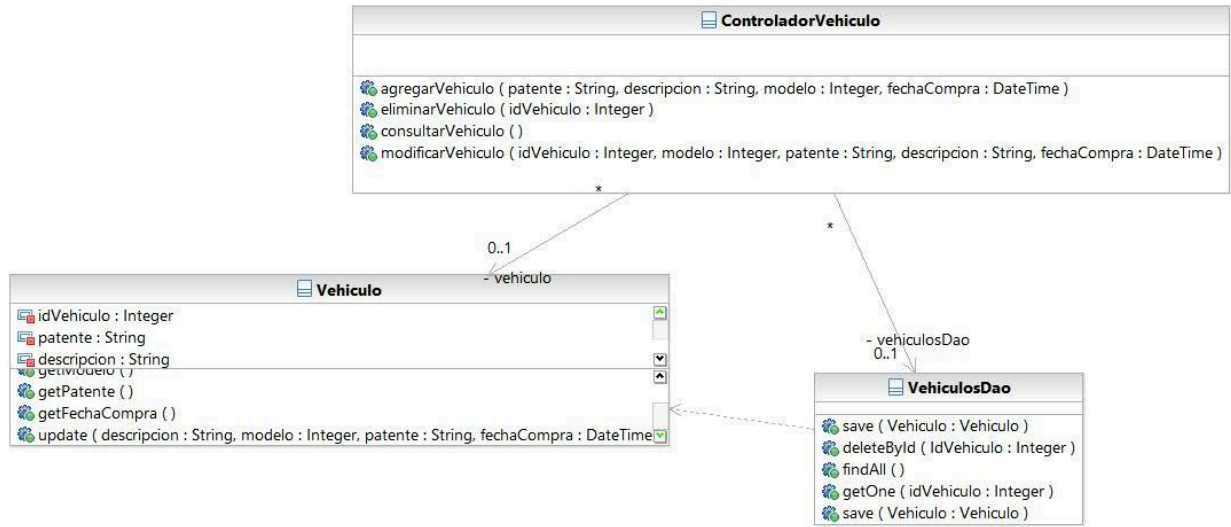 ControladorVehiculo
agregarVehiculo ( patente : String, descripcion : String, modelo : Integer, fechaCompra : DateTime )
eliminarVehiculo ( idVehiculo : Integer )
consultarVehiculo ( )
modificarVehiculo ( idVehiculo : Integer, modelo : Integer, patente : String, descripcion : String, fechaCompra : DateTime )
*
*
0..1
- vehiculo
Vehiculo
idVehiculo : Integer
patente : String
descripcion : String
getModelo ( )
getPatente ( )
getFechaCompra ( )
update ( descripcion : String, modelo : Integer, patente : String, fechaCompra : DateTime
- vehiculosDao
0..1
VehiculosDao
save ( Vehiculo : Vehiculo )
deleteById ( IdVehiculo : Integer )
findAll ( )
getOne ( idVehiculo : Integer )
save ( Vehiculo : Vehiculo )